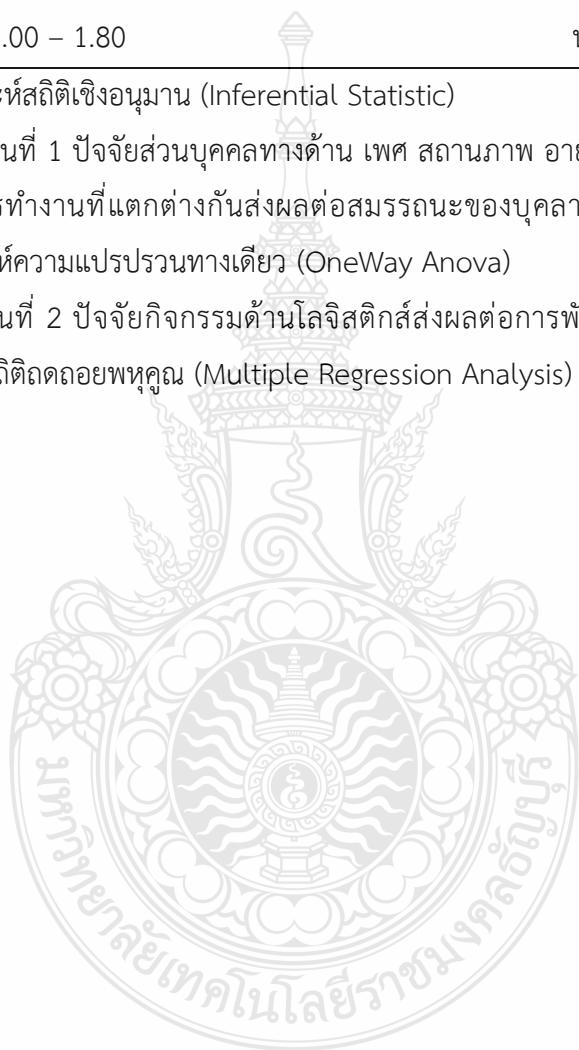 .00 – 1.80
ะห์สถิติเชิงอนุมาน (Inferential Statistic)
นที่ 1 ปัจจัยส่วนบุคคลทางด้าน เพศ สถานภาพ อาย
รทำงานที่แตกต่างกันส่งผลต่อสมรรถนะของบุคลา
ห์ความแปรปรวนทางเดียว (OneWay Anova)
นที่ 2 ปัจจัยกิจกรรมด้านโลจิสติกส์ส่งผลต่อการพั
ถิติถดถอยพหุคูณ (Multiple Regression Analysis)
มหาวิทยาลัยเทคโนโลยีราชมงคลธัญบุรี